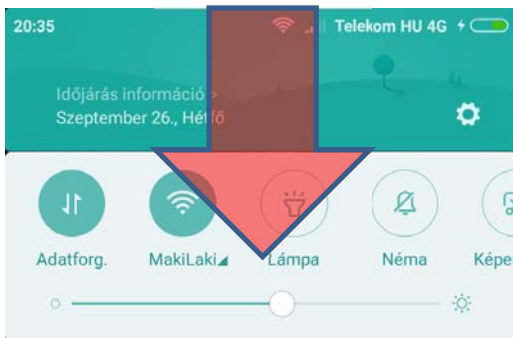 20:35 Telekom HU 4G
Időjárás információ >
Szeptember 26., Hétfő
Adatforg. MakiLaki Lámpa Néma Képe